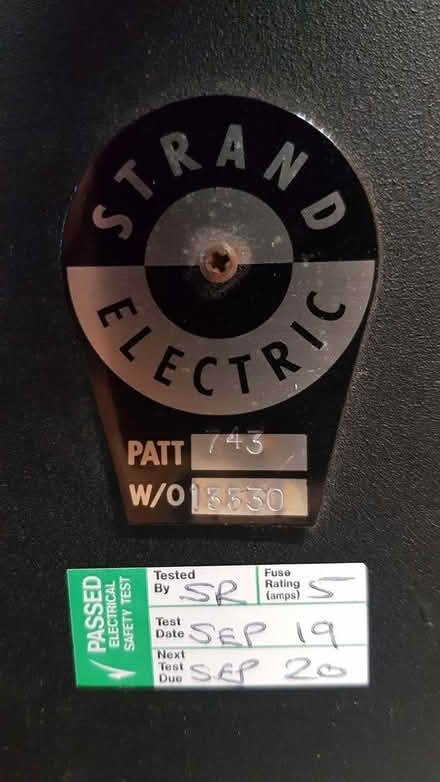 STRAND
ELECTRIC
PATT 743
W/O 13330
PASSED
ELECTRICAL
SAFETY TEST
Tested By SR
Fuse Rating (amps) 5
Test Date SEP 19
Next Test Due SEP 20